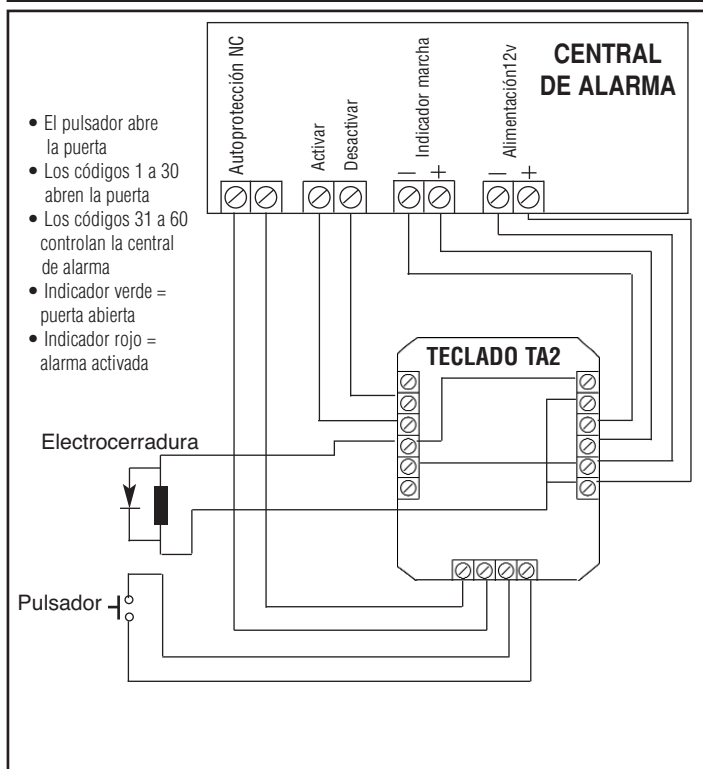 CENTRAL
DE ALARMA
Autoprotección NC
Activar
Desactivar
Indicador marcha
Alimentación12v
– + – +
• El pulsador abre
la puerta
• Los códigos 1 a 30
abren la puerta
• Los códigos 31 a 60
controlan la central
de alarma
• Indicador verde =
puerta abierta
• Indicador rojo =
alarma activada
TECLADO TA2
Electrocerradura
Pulsador